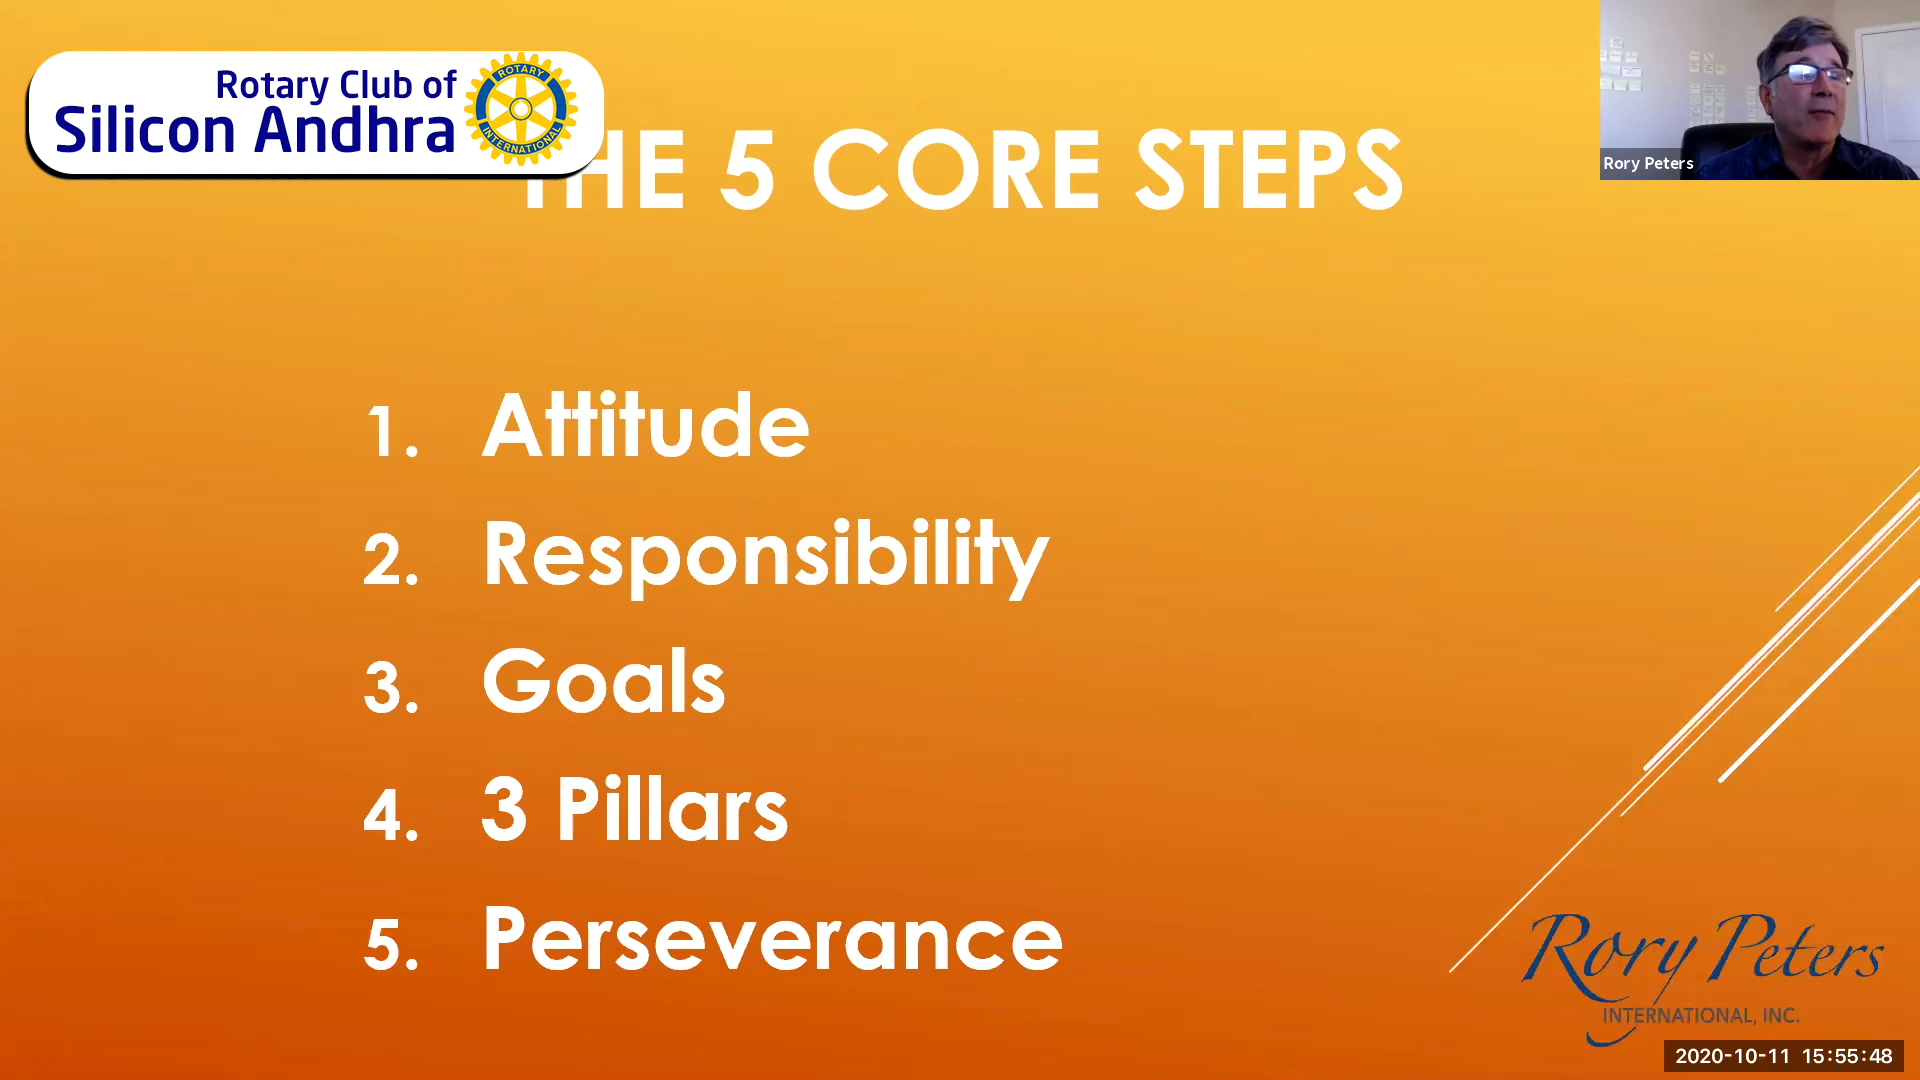 Rotary Club of
Silicon Andhra
ROTARY
INTERNATIONAL
THE 5 CORE STEPS
Rory Peters
1. Attitude
2. Responsibility
3. Goals
4. 3 Pillars
5. Perseverance
Rory Peters
INTERNATIONAL, INC.
2020-10-11 15:55:48